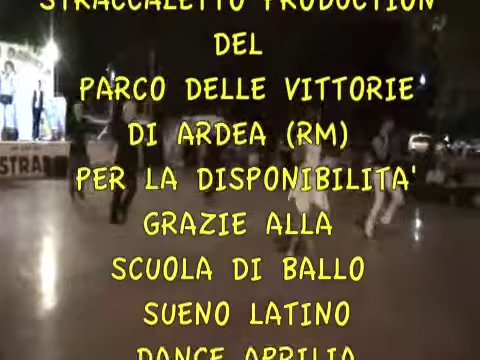 STRACCALETTO PRODUCTION
DEL
PARCO DELLE VITTORIE
DI ARDEA (RM)
PER LA DISPONIBILITA'
GRAZIE ALLA
SCUOLA DI BALLO
SUENO LATINO
DANCE APRILIA
STRA